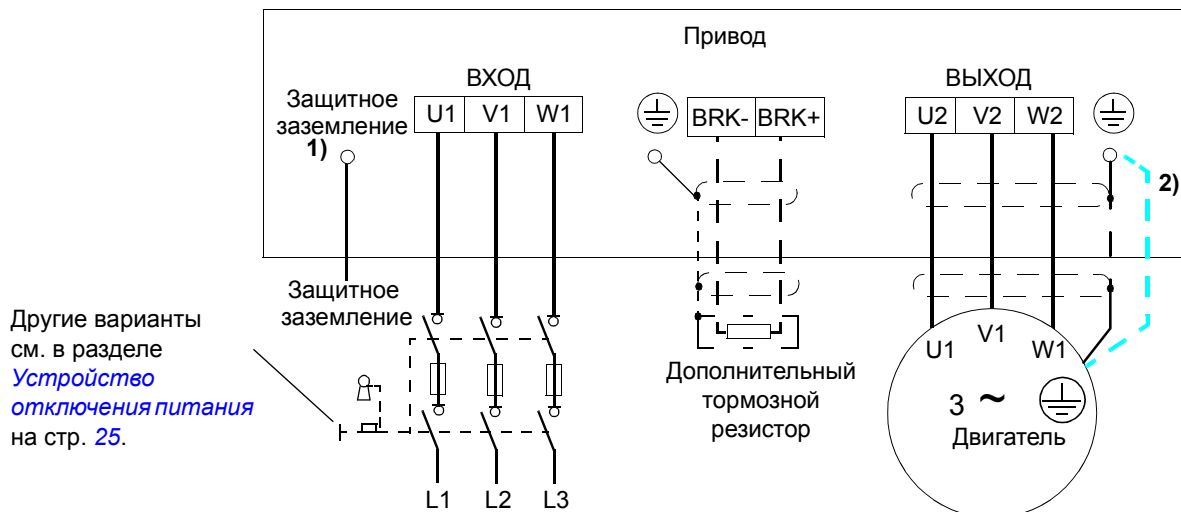 Привод
ВХОД
ВЫХОД
Защитное
заземление
1)
U1 V1 W1
BRK- BRK+
U2 V2 W2
2)
Защитное
заземление
Другие варианты
см. в разделе
Устройство
отключения питания
на стр. 25.
Дополнительный
тормозной
резистор
U1 V1 W1
3 ~
Двигатель
L1 L2 L3